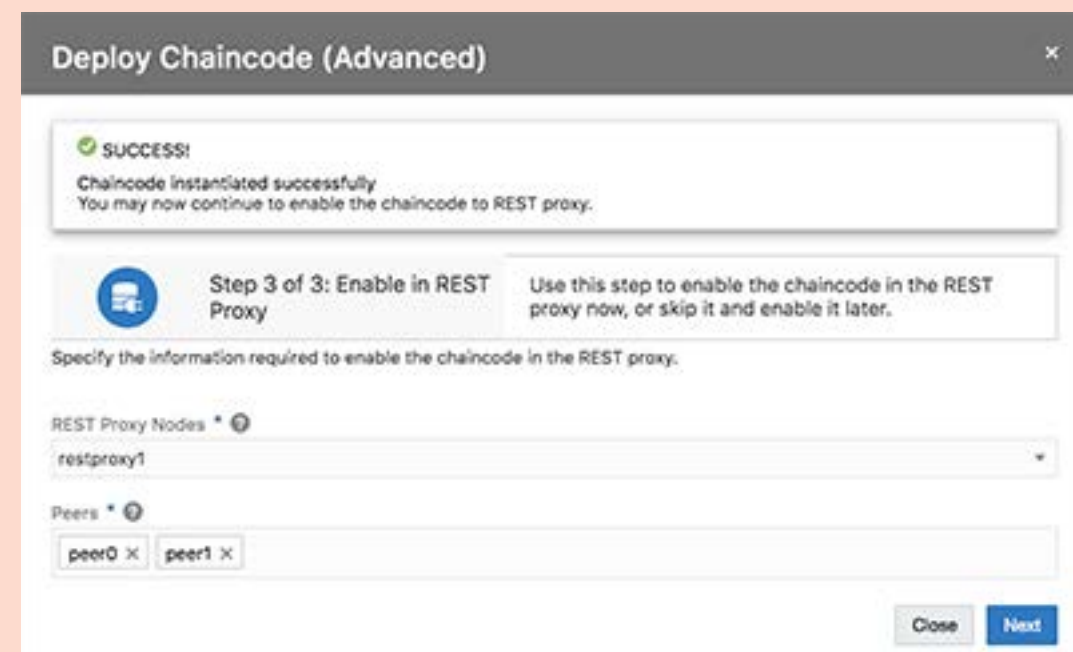 Deploy Chaincode (Advanced)
×
SUCCESS!
Chaincode instantiated successfully
You may now continue to enable the chaincode to REST proxy.
Step 3 of 3: Enable in REST
Proxy
Use this step to enable the chaincode in the REST
proxy now, or skip it and enable it later.
Specify the information required to enable the chaincode in the REST proxy.
REST Proxy Nodes * ?
restproxy1
Peers * ?
peer0 × peer1 ×
Close Next